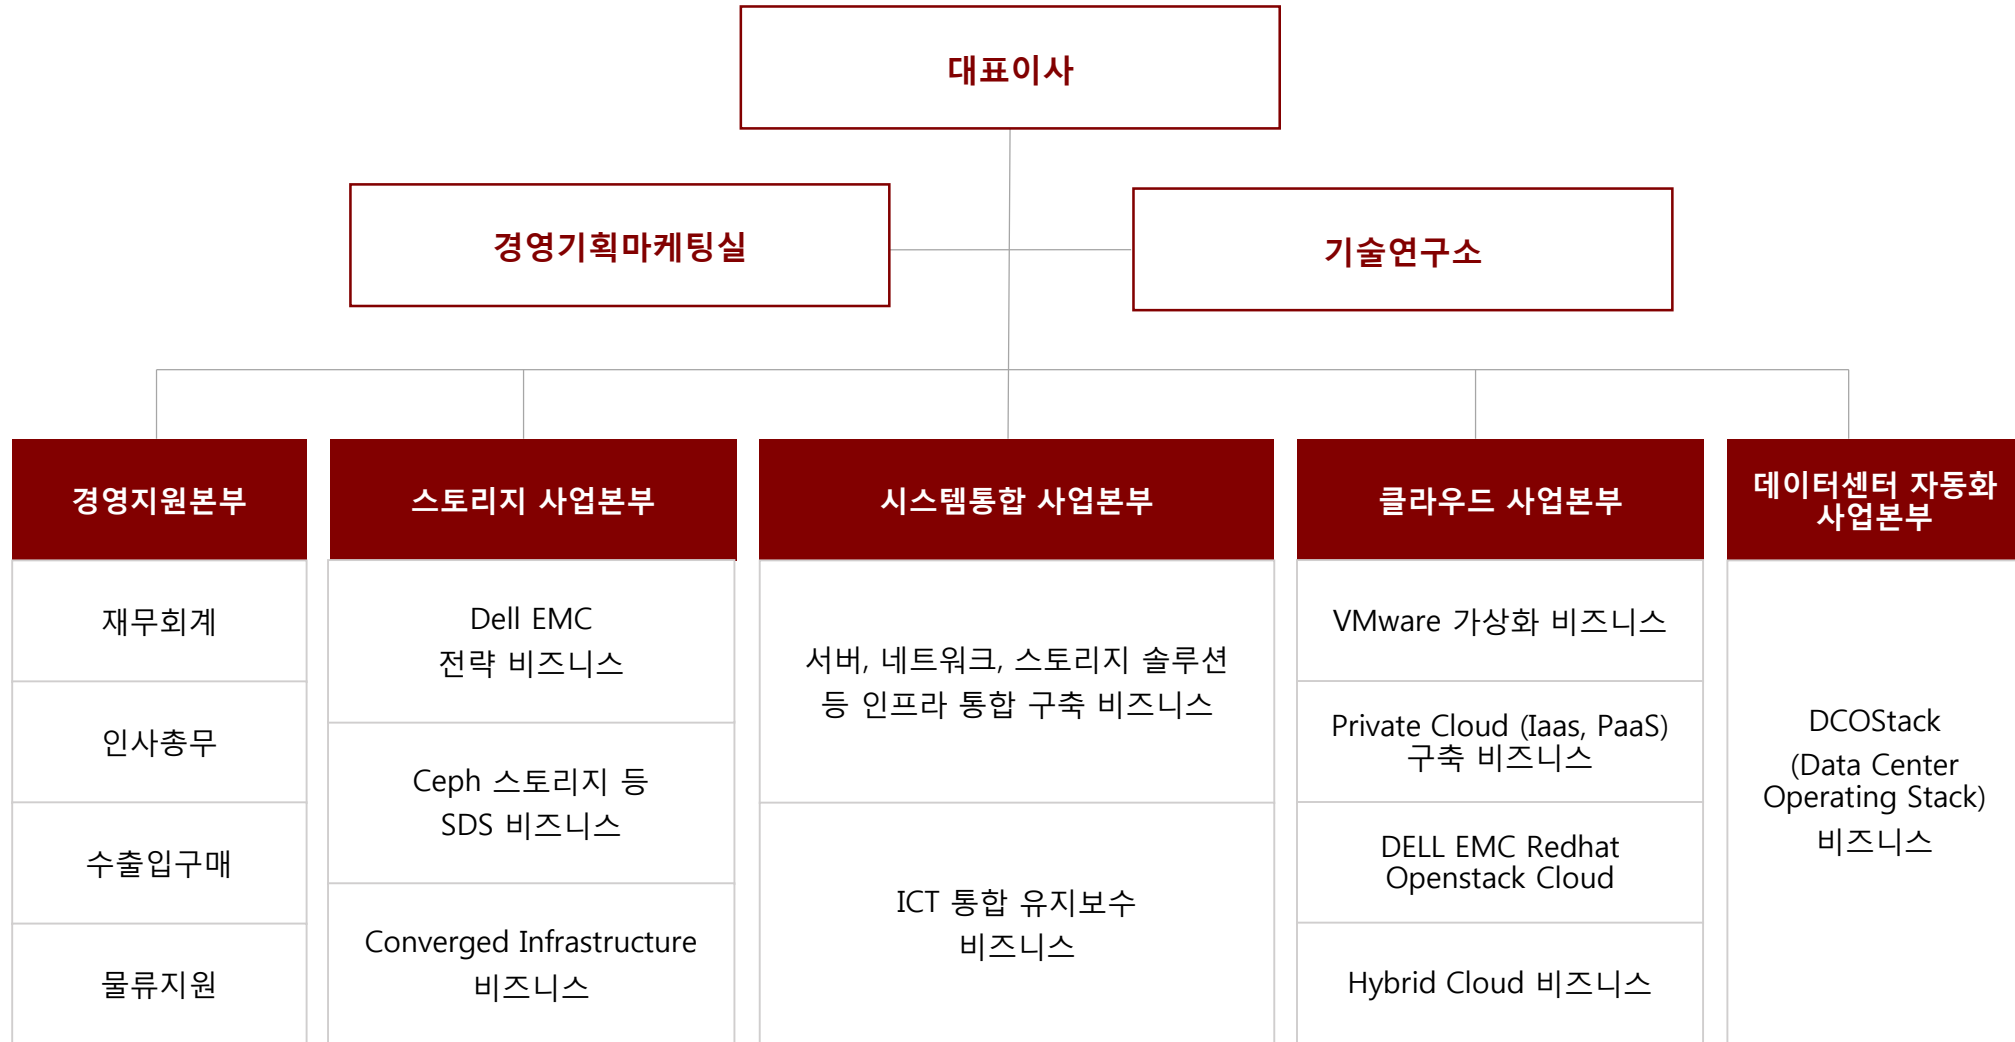 대표이사
경영기획마케팅실
기술연구소
경영지원본부
재무회계
인사총무
수출입구매
물류지원
스토리지 사업본부
Dell EMC
전략 비즈니스
Ceph 스토리지 등
SDS 비즈니스
Converged Infrastructure
비즈니스
시스템통합 사업본부
서버, 네트워크, 스토리지 솔루션
등 인프라 통합 구축 비즈니스
ICT 통합 유지보수
비즈니스
클라우드 사업본부
VMware 가상화 비즈니스
Private Cloud (Iaas, PaaS)
구축 비즈니스
DELL EMC Redhat
Openstack Cloud
Hybrid Cloud 비즈니스
데이터센터 자동화
사업본부
DCOStack
(Data Center
Operating Stack)
비즈니스